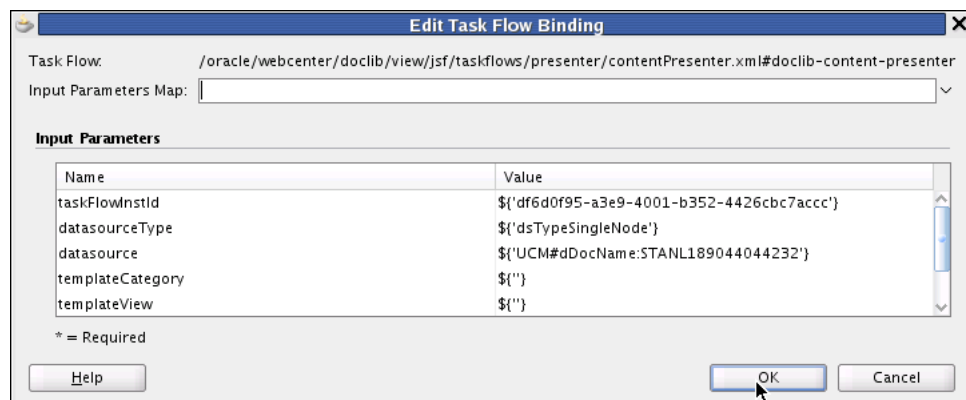 Edit Task Flow Binding
Task Flow: /oracle/webcenter/doclib/view/jsf/taskflows/presenter/contentPresenter.xml#doclib-content-presenter
Input Parameters Map:
Input Parameters
Name Value
taskFlowInstId ${'df6d0f95-a3e9-4001-b352-4426cbc7accc'}
datasourceType ${'dsTypeSingleNode'}
datasource ${'UCM#dDocName:STANL189044044232'}
templateCategory ${''}
templateView ${''}
* = Required
Help OK Cancel